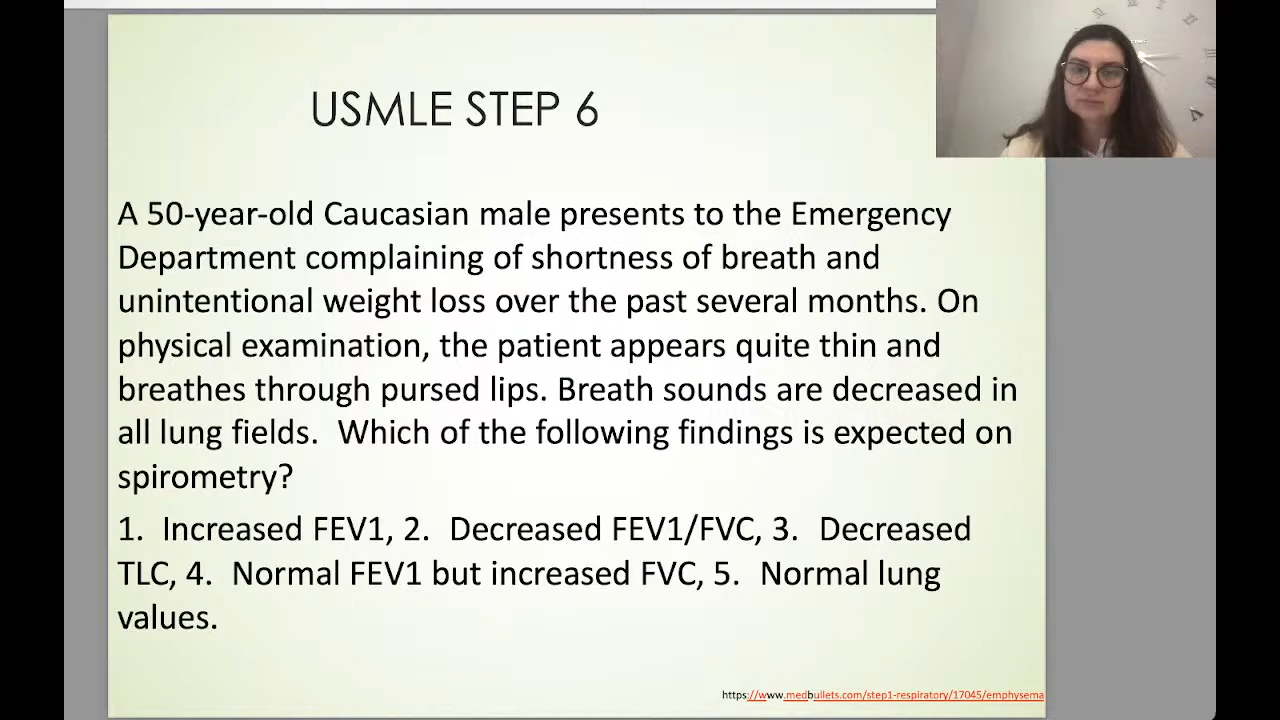 USMLE STEP 6
A 50-year-old Caucasian male presents to the Emergency
Department complaining of shortness of breath and
unintentional weight loss over the past several months. On
physical examination, the patient appears quite thin and
breathes through pursed lips. Breath sounds are decreased in
all lung fields.  Which of the following findings is expected on
spirometry?
1.  Increased FEV1, 2.  Decreased FEV1/FVC, 3.  Decreased
TLC, 4.  Normal FEV1 but increased FVC, 5.  Normal lung
values.
https://www.medbullets.com/step1-respiratory/17045/emphysema